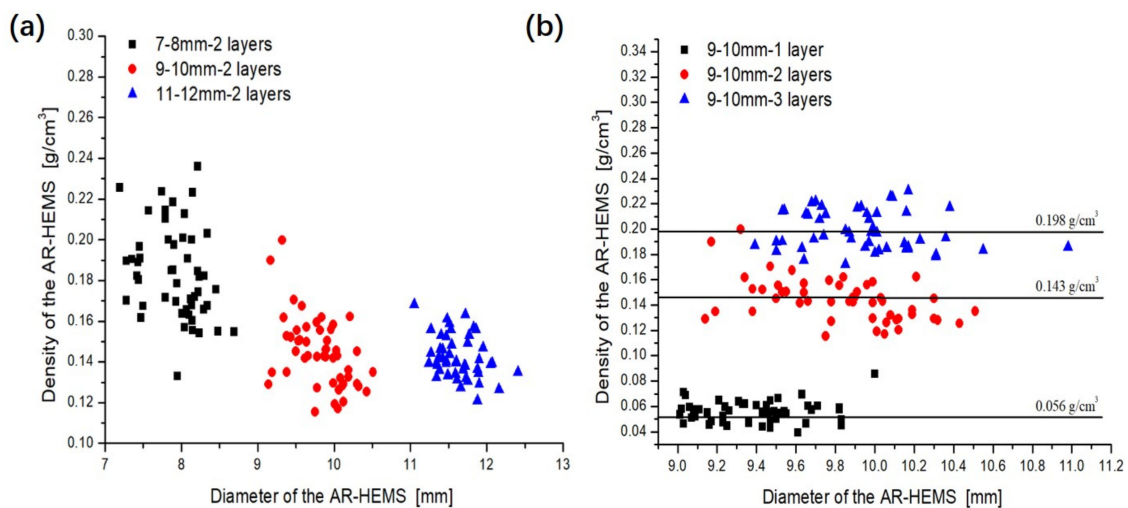 (a)
0.30
0.28
0.26
0.24
0.22
0.20
0.18
0.16
0.14
0.12
0.10
Density of the AR-HEMS [g/cm³]
7-8mm-2 layers
9-10mm-2 layers
11-12mm-2 layers
7 8 9 10 11 12 13
Diameter of the AR-HEMS [mm]
(b)
0.34
0.32
0.30
0.28
0.26
0.24
0.22
0.20
0.18
0.16
0.14
0.12
0.10
0.08
0.06
0.04
Density of the AR-HEMS [g/cm³]
9-10mm-1 layer
9-10mm-2 layers
9-10mm-3 layers
0.198 g/cm³
0.143 g/cm³
0.056 g/cm³
9.0 9.2 9.4 9.6 9.8 10.0 10.2 10.4 10.6 10.8 11.0 11.2
Diameter of the AR-HEMS [mm]